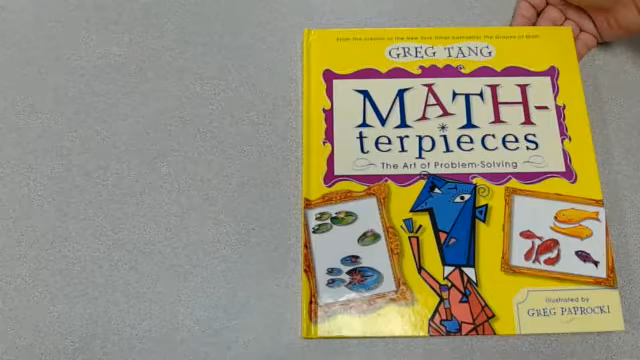 From the creator of the New York Times bestseller The Grapes of Math
GREG TANG
MATH-
terpieces
The Art of Problem-Solving
Illustrated by
GREG PAPROCKI